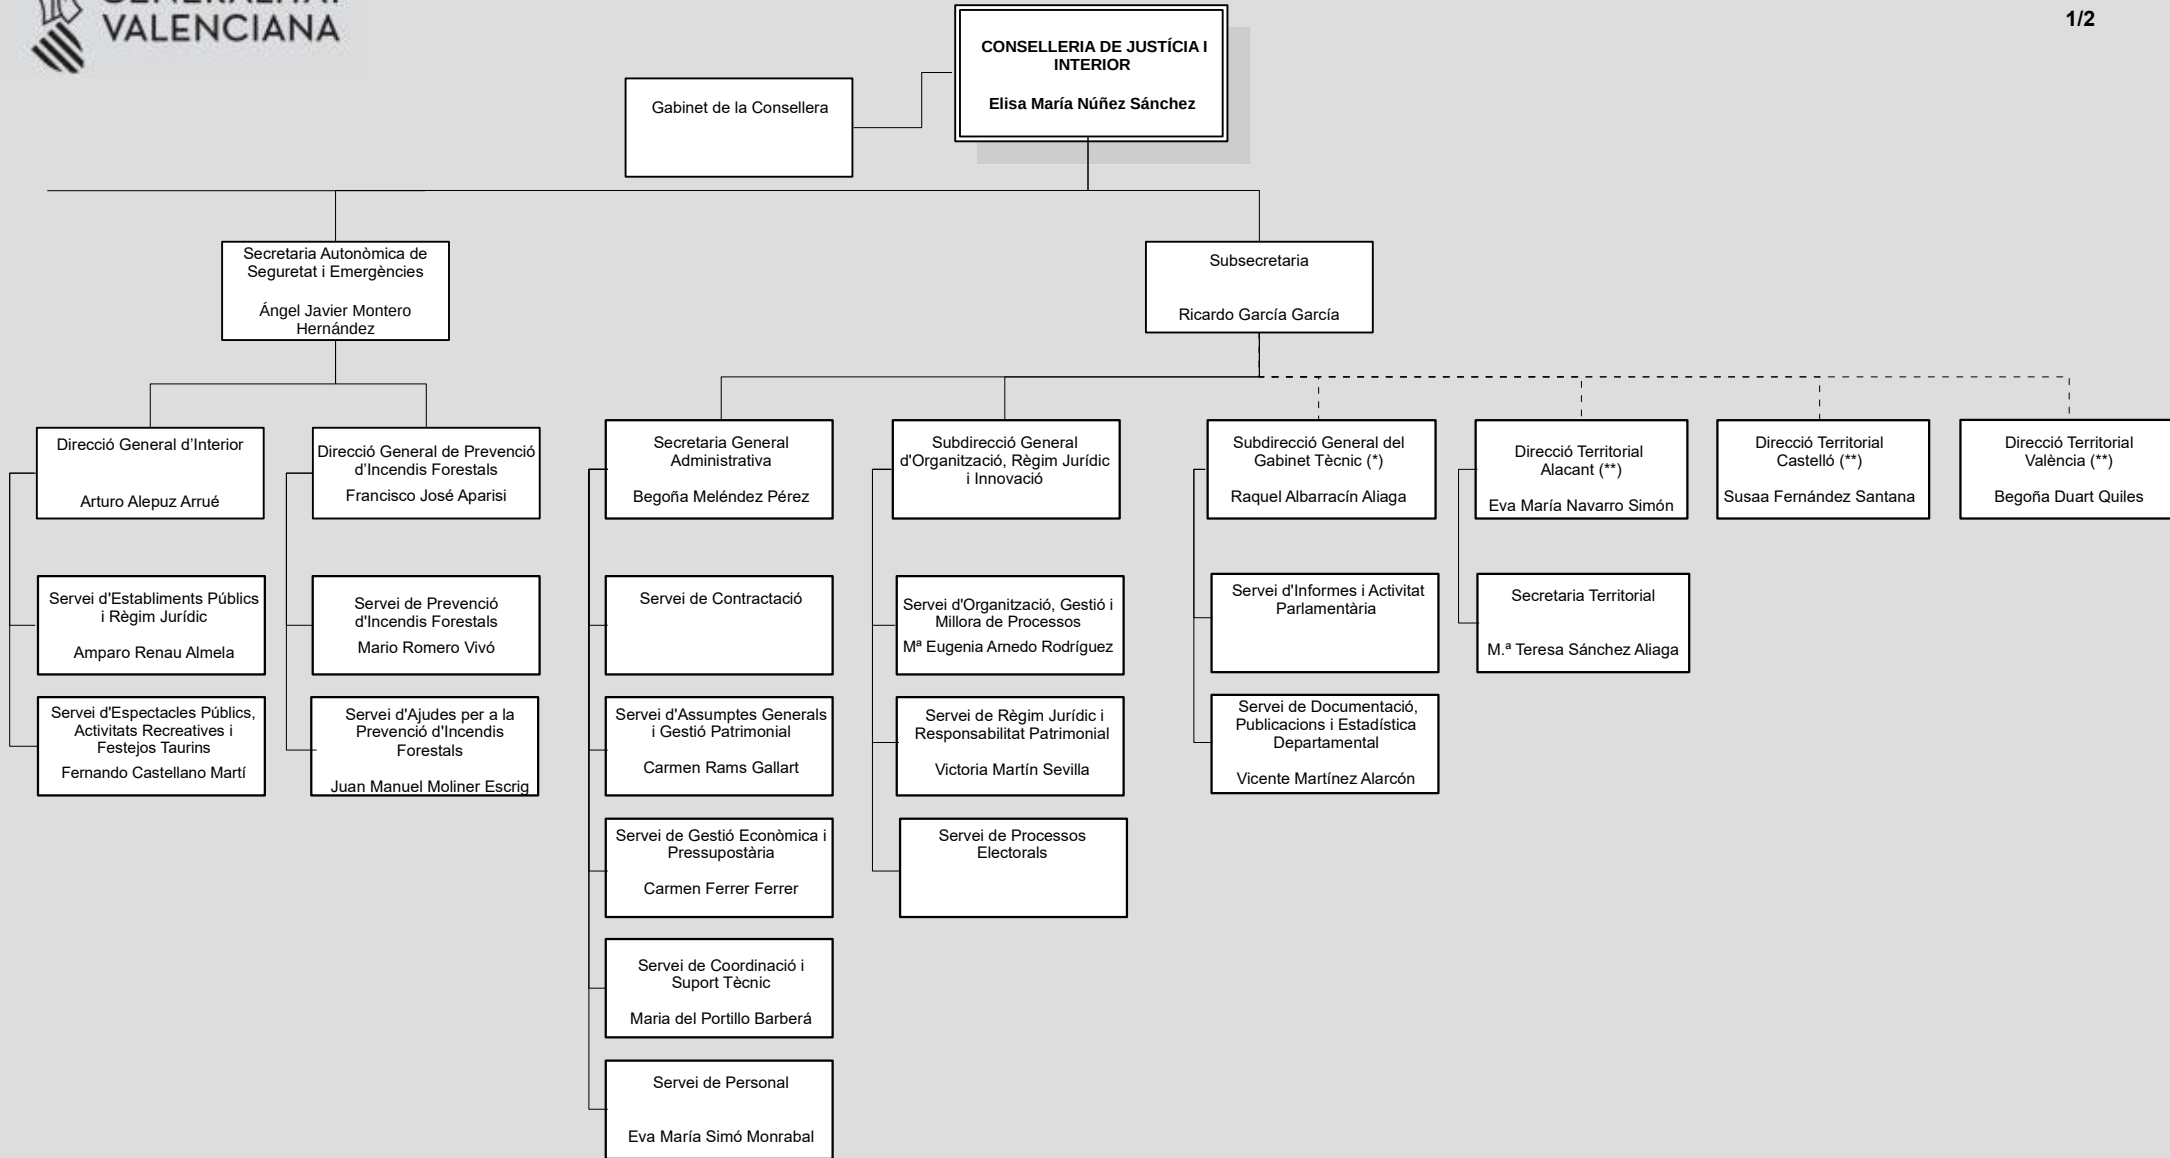 VALENCIANA
1/2
CONSELLERIA DE JUSTÍCIA I
INTERIOR
Elisa María Núñez Sánchez
Gabinet de la Consellera
Secretaria Autonòmica de
Seguretat i Emergències
Ángel Javier Montero
Hernández
Subsecretaria
Ricardo García García
Direcció General d’Interior
Arturo Alepuz Arrué
Direcció General de Prevenció
d’Incendis Forestals
Francisco José Aparisi
Secretaria General
Administrativa
Begoña Meléndez Pérez
Subdirecció General
d'Organització, Règim Jurídic
i Innovació
Subdirecció General del
Gabinet Tècnic (*)
Raquel Albarracín Aliaga
Direcció Territorial
Alacant (**)
Eva María Navarro Simón
Direcció Territorial
Castelló (**)
Susaa Fernández Santana
Direcció Territorial
València (**)
Begoña Duart Quiles
Servei d'Establiments Públics
i Règim Jurídic
Amparo Renau Almela
Servei de Prevenció
d'Incendis Forestals
Mario Romero Vivó
Servei de Contractació
Servei d'Organització, Gestió i
Millora de Processos
Mª Eugenia Arnedo Rodríguez
Servei d'Informes i Activitat
Parlamentària
Secretaria Territorial
M.ª Teresa Sánchez Aliaga
Servei d'Espectacles Públics,
Activitats Recreatives i
Festejos Taurins
Fernando Castellano Martí
Servei d'Ajudes per a la
Prevenció d'Incendis
Forestals
Juan Manuel Moliner Escrig
Servei d'Assumptes Generals
i Gestió Patrimonial
Carmen Rams Gallart
Servei de Règim Jurídic i
Responsabilitat Patrimonial
Victoria Martín Sevilla
Servei de Documentació,
Publicacions i Estadística
Departamental
Vicente Martínez Alarcón
Servei de Gestió Econòmica i
Pressupostària
Carmen Ferrer Ferrer
Servei de Processos
Electorals
Servei de Coordinació i
Suport Tècnic
Maria del Portillo Barberá
Servei de Personal
Eva María Simó Monrabal